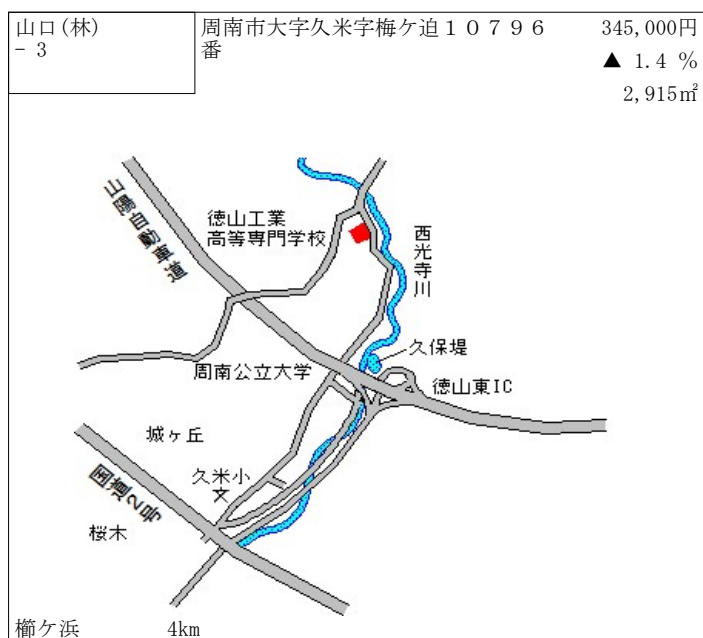 山口(林)
- 3
周南市大字久米字梅ケ迫１０７９６
番
345,000円
▲ 1.4 %
2,915㎡
山陽自動車道
徳山工業
高等専門学校
西光寺川
久保堤
周南公立大学
徳山東IC
城ヶ丘
久米小
文
国道2号
桜木
櫛ケ浜 4km